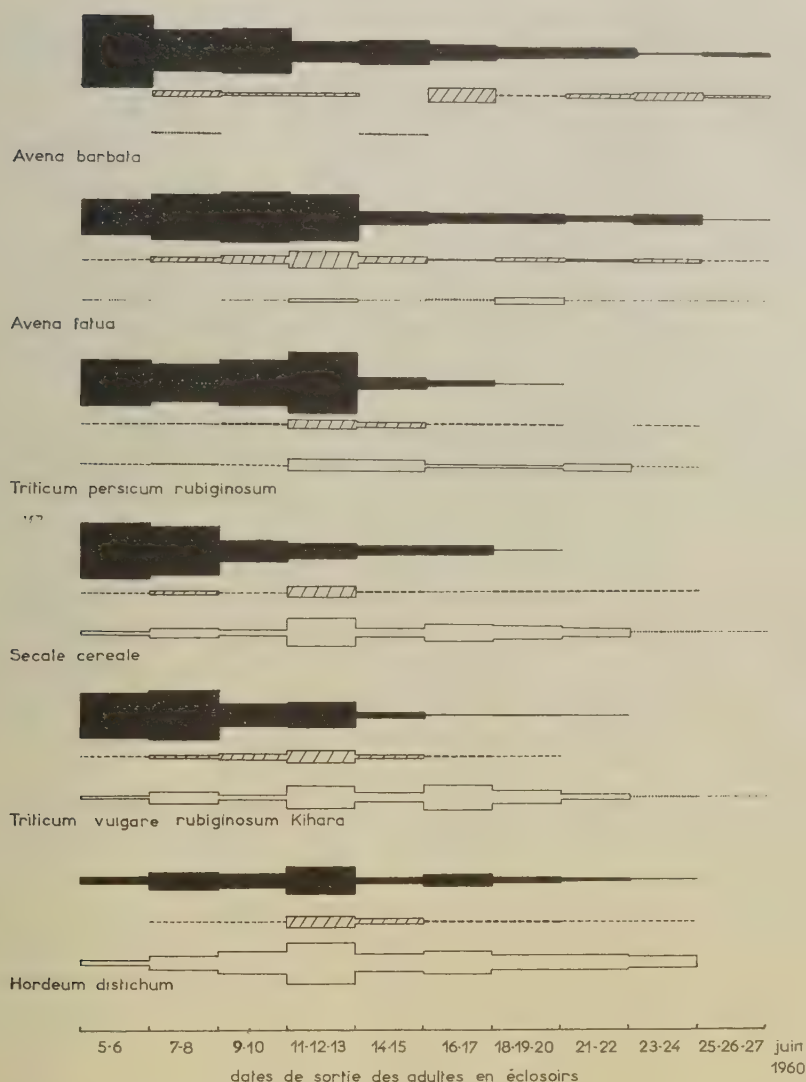 Avena barbata
Avena fatua
Triticum persicum rubiginosum
Secale cereale
Triticum vulgare rubiginosum Kihara
Hordeum distichum
5-6 7-8 9-10 11-12-13 14-15 16-17 18-19-20 21-22 23-24 25-26-27 juin
1960
dates de sortie des adultes en éclosoirs